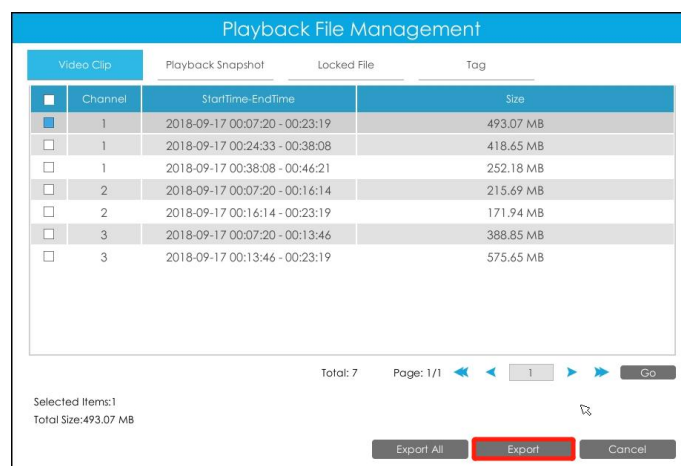 Playback File Management
Video Clip Playback Snapshot Locked File Tag
Channel StartTime-EndTime Size
1 2018-09-17 00:07:20 - 00:23:19 493.07 MB
1 2018-09-17 00:24:33 - 00:38:08 418.65 MB
1 2018-09-17 00:38:08 - 00:46:21 252.18 MB
2 2018-09-17 00:07:20 - 00:16:14 215.69 MB
2 2018-09-17 00:16:14 - 00:23:19 171.94 MB
3 2018-09-17 00:07:20 - 00:13:46 388.85 MB
3 2018-09-17 00:13:46 - 00:23:19 575.65 MB
Total: 7 Page: 1/1 1 Go
Selected Items:1
Total Size:493.07 MB
Export All Export Cancel